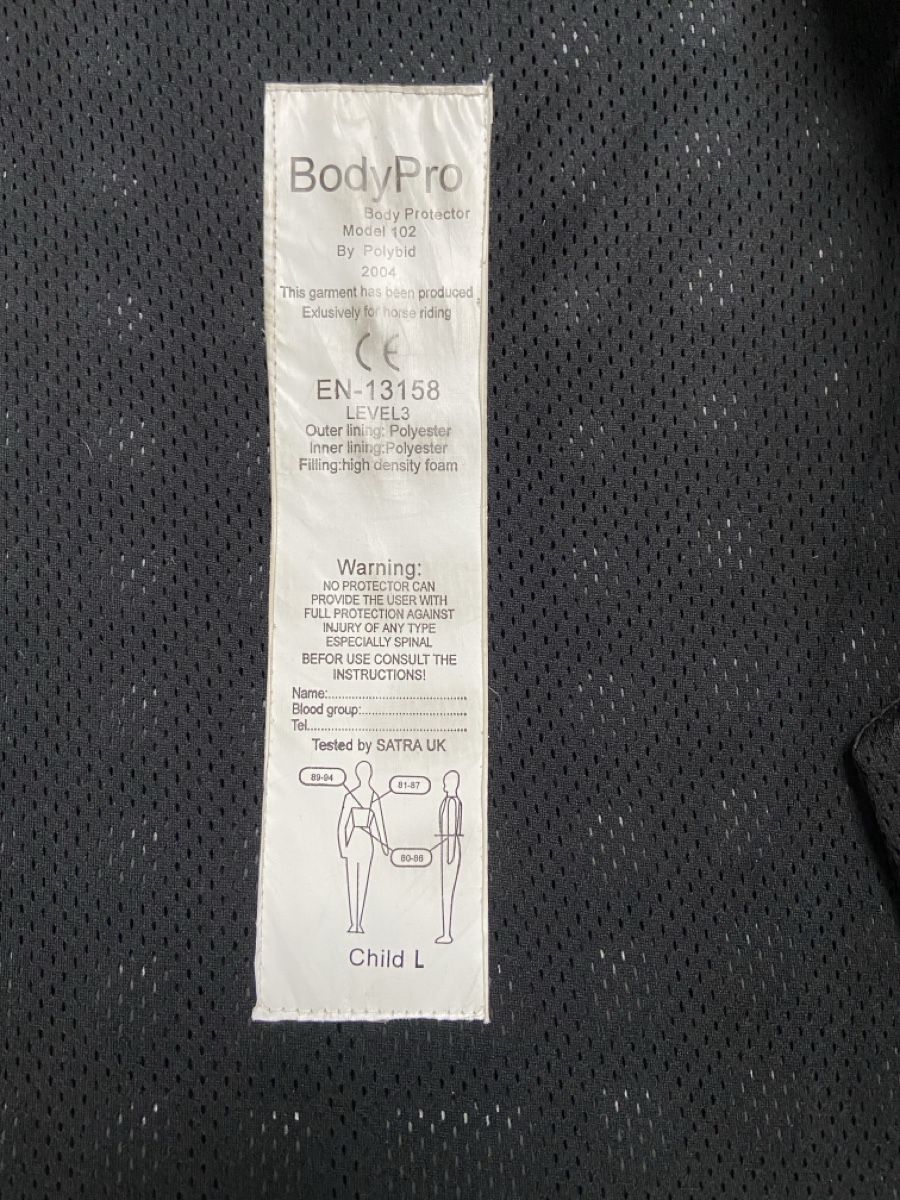 BodyPro
Body Protector
Model 102
By Polybid
2004
This garment has been produced
Exlusively for horse riding
CE
EN-13158
LEVEL3
Outer lining: Polyester
Inner lining:Polyester
Filling:high density foam
Warning:
NO PROTECTOR CAN
PROVIDE THE USER WITH
FULL PROTECTION AGAINST
INJURY OF ANY TYPE
ESPECIALLY SPINAL
BEFOR USE CONSULT THE
INSTRUCTIONS!
Name:
Blood group:
Tel
Tested by SATRA UK
89-94
81-87
80-86
Child L